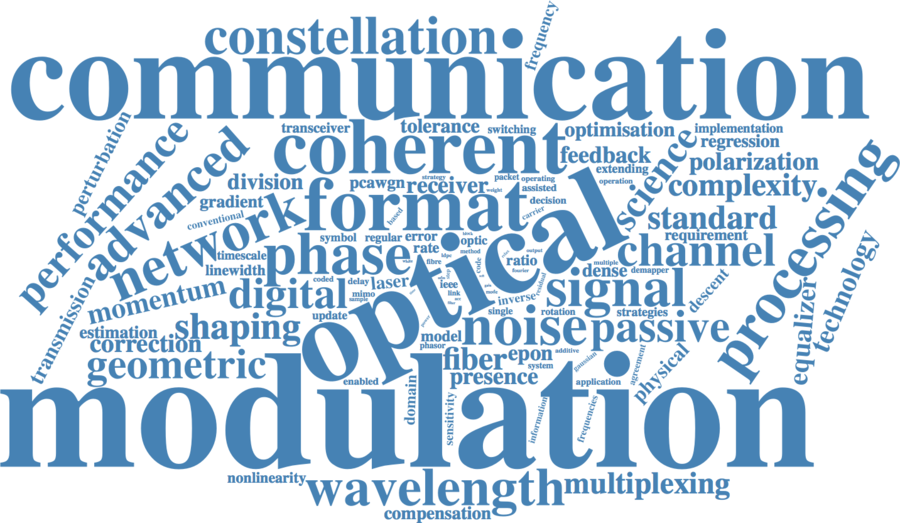 frequency
constellation
communication
perturbation
transceiver
tolerance
switching
optimisation
implementation
regression
performance
advanced
coherent
feedback
science
polarization
extending
operation
division
pcawgn
receiver
strategy
packet
operating
assisted
weight
complexity
processing
gradient
network
format
decision
carrier
conventional
based
standard
requirement
symbol
regular
error
optic
timescale
linewidth
phase
rate
method
fibre
optical
output
ratio
fourier
channel
multiple
dense
demapper
momentum
digital
coded
delay
laser
mimo
sample
ieee
link
code
inverse
residual
signal
descent
technology
transmission
estimation
correction
shaping
update
single
rotation
strategies
noise
passive
equalizer
model
phasor
geometric
fiber
epon
system
additive
gaussian
agreement
physical
presence
enabled
application
modulation
domain
sensitivity
information
frequencies
nonlinearity
wavelength
multiplexing
compensation